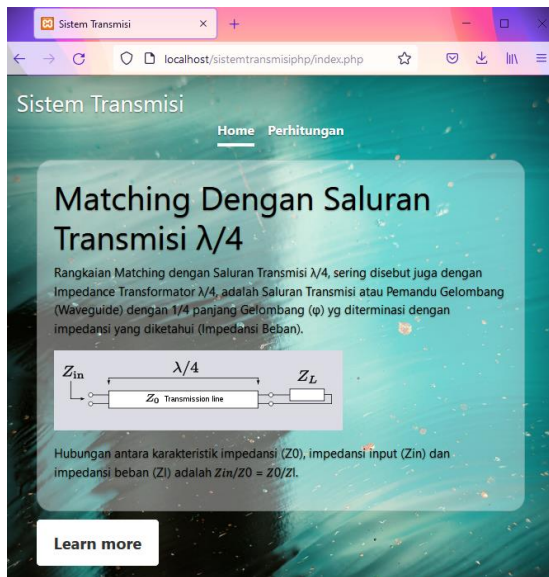 Sistem Transmisi
localhost/sistemtransmisiphp/index.php
Sistem Transmisi
Home Perhitungan
Matching Dengan Saluran
Transmisi λ/4
Rangkaian Matching dengan Saluran Transmisi λ/4, sering disebut juga dengan
Impedance Transformator λ/4, adalah Saluran Transmisi atau Pemandu Gelombang
(Waveguide) dengan 1/4 panjang Gelombang (φ) yg diterminasi dengan
impedansi yang diketahui (Impedansi Beban).
Zin λ/4 ZL
Z0 Transmission line
Hubungan antara karakteristik impedansi (Z0), impedansi input (Zin) dan
impedansi beban (Zl) adalah Zin/Z0 = Z0/Zl.
Learn more